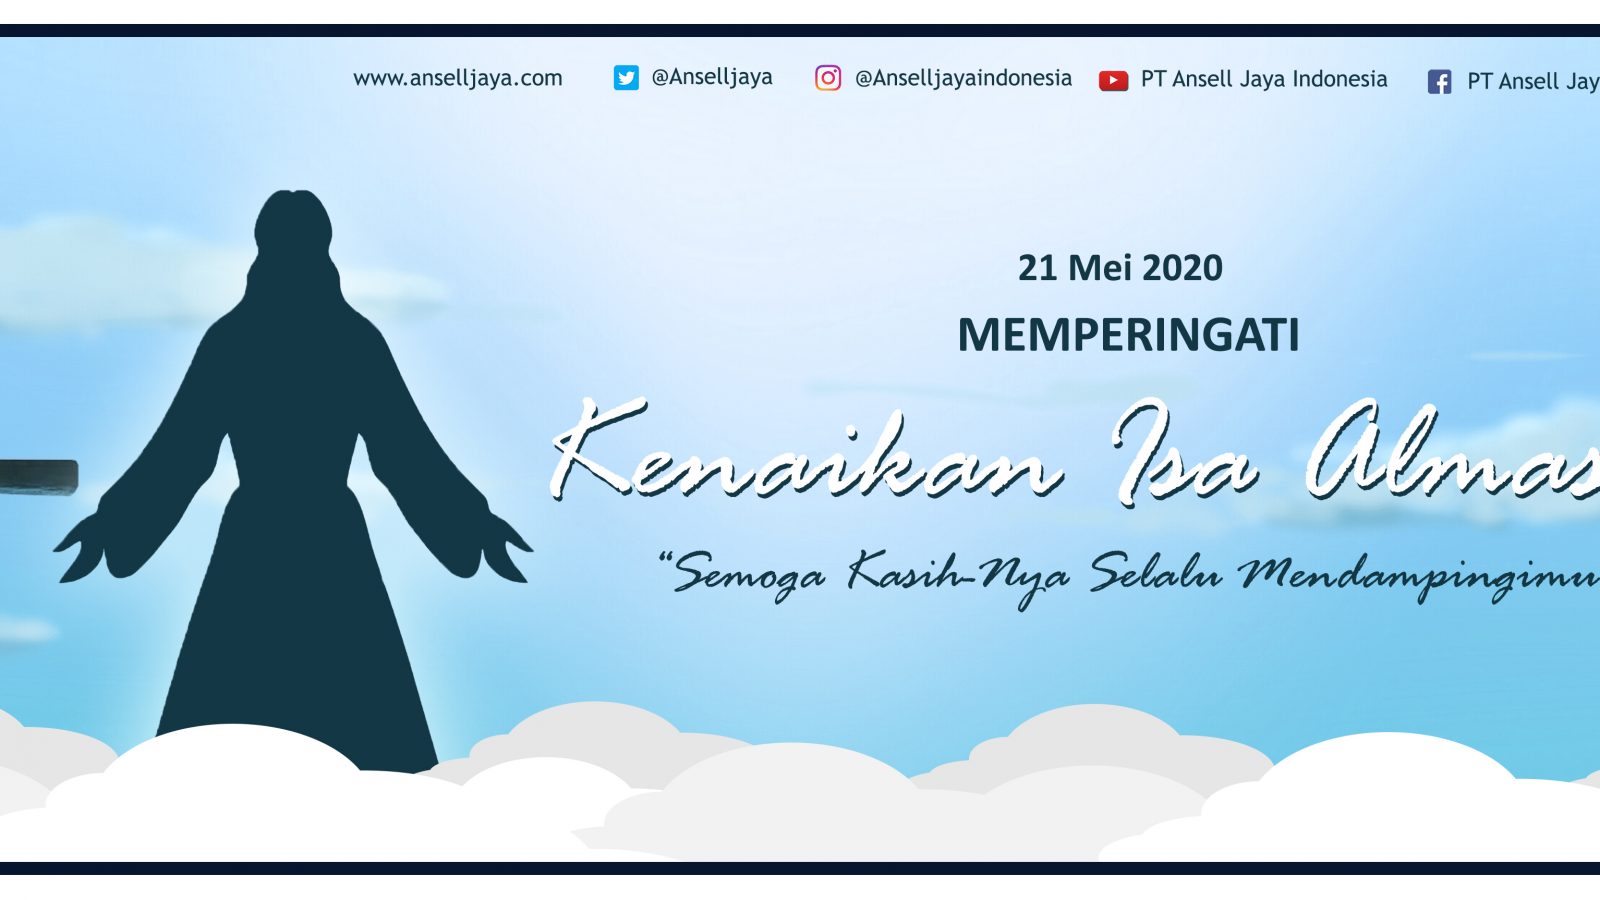 www.anselljaya.com @Anselljaya @Anselljayaindonesia PT Ansell Jaya Indonesia PT Ansell Jay
21 Mei 2020
MEMPERINGATI
Kenaikan Isa Almas
“Semoga Kasih-Nya Selalu Mendampingimu